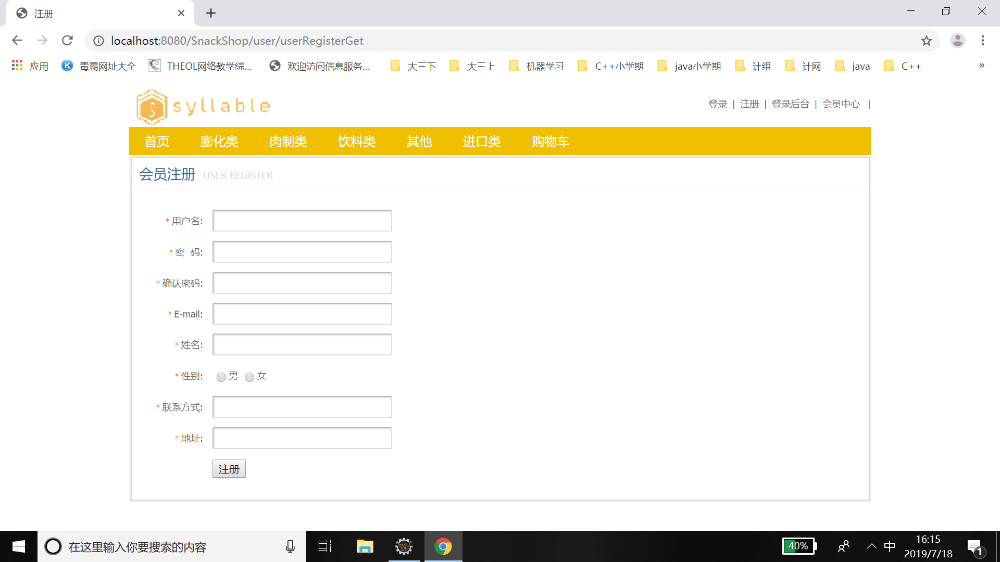 注册
localhost:8080/SnackShop/user/userRegisterGet
应用 毒霸网址大全 THEOL网络教学综... 欢迎访问信息服务... 大三下 大三上 机器学习 C++小学期 java小学期 计组 计网 java C++ »
syllable
登录 | 注册 | 登录后台 | 会员中心 |
首页 膨化类 肉制类 饮料类 其他 进口类 购物车
会员注册 USER REGISTER
* 用户名:
* 密 码:
* 确认密码:
* E-mail:
* 姓名:
* 性别: 男 女
* 联系方式:
* 地址:
注册
在这里输入你要搜索的内容
40%
中
16:15
2019/7/18
1